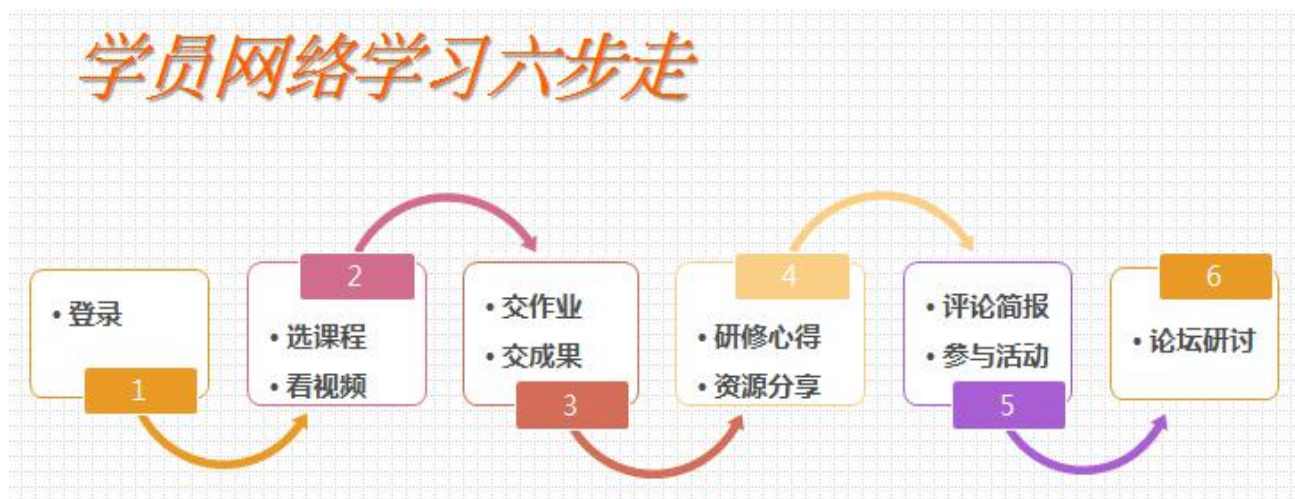 学员网络学习六步走
• 登录
1
2
• 选课程
• 看视频
• 交作业
• 交成果
3
4
• 研修心得
• 资源分享
• 评论简报
• 参与活动
5
6
• 论坛研讨